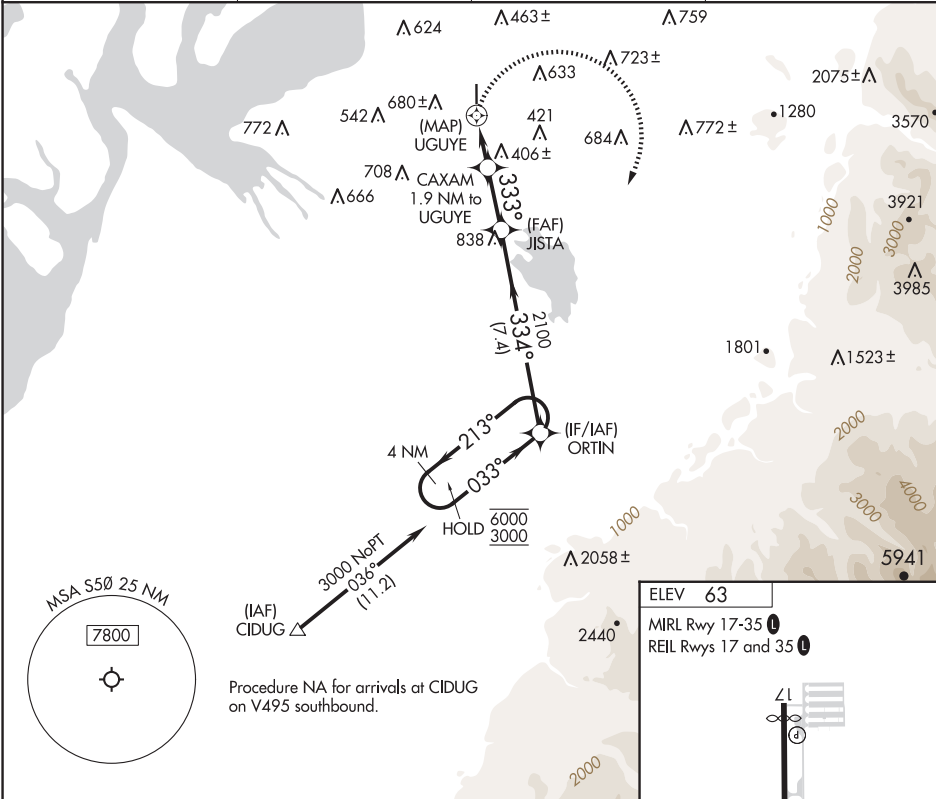 624
463±
759
633
723±
2075±
1280
3570
680±
542
772
(MAP)
UGUYE
421
684
772±
406±
708
666
CAXAM
1.9 NM to
UGUYE
333°
(FAF)
JISTA
838
1000
2000
3000
3921
3985
2100
334°
(7.4)
1801
1523±
2000
4 NM
213°
033°
(IF/IAF)
ORTIN
HOLD 6000
3000
1000
3000
4000
5941
2058±
3000 NoPT
036°
(11.2)
(IAF)
CIDUG
MSA S5Ø 25 NM
7800
Procedure NA for arrivals at CIDUG
on V495 southbound.
2440
2000
ELEV 63
MIRL Rwy 17-35 L
REIL Rwys 17 and 35 L
17
P